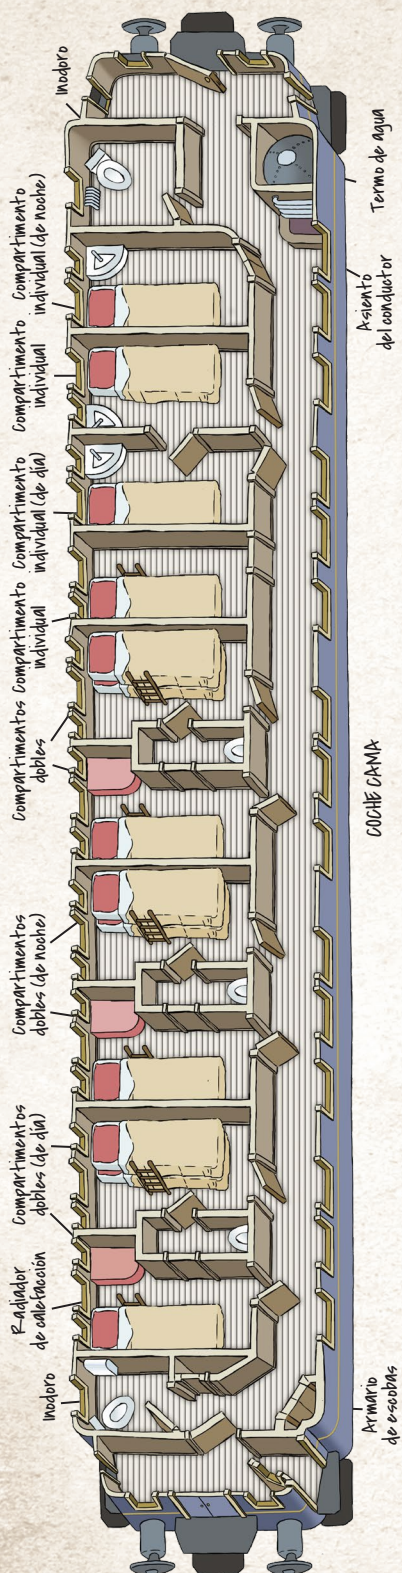 Inodoro
Radiador
de calefacción
Compartimentos
dobles (de día)
Compartimentos
dobles (de noche)
Compartimentos
dobles
Compartimento
individual
Compartimento
individual (de día)
Compartimento
individual
Compartimento
individual (de noche)
Inodoro
Armario
de escobas
COCHE CAMA
Asiento
del conductor
Termo de agua